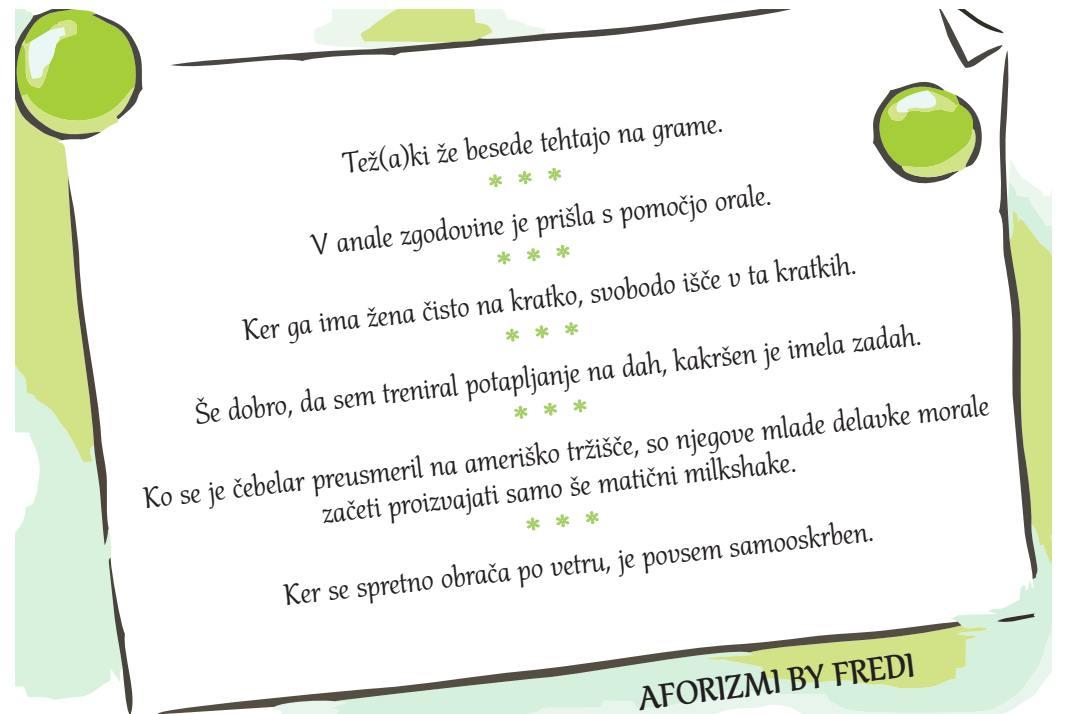 Tež(a)ki že besede tehtajo na grame.
* * *
V anale zgodovine je prišla s pomočjo orale.
* * *
Ker ga ima žena čisto na kratko, svobodo išče v ta kratkih.
* * *
Še dobro, da sem treniral potapljanje na dah, kakršen je imela zadah.
* * *
Ko se je čebelar preusmeril na ameriško tržišče, so njegove mlade delavke morale
začeti proizvajati samo še matični milkshake.
* * *
Ker se spretno obrača po vetru, je povsem samooskrben.
AFORIZMI BY FREDI